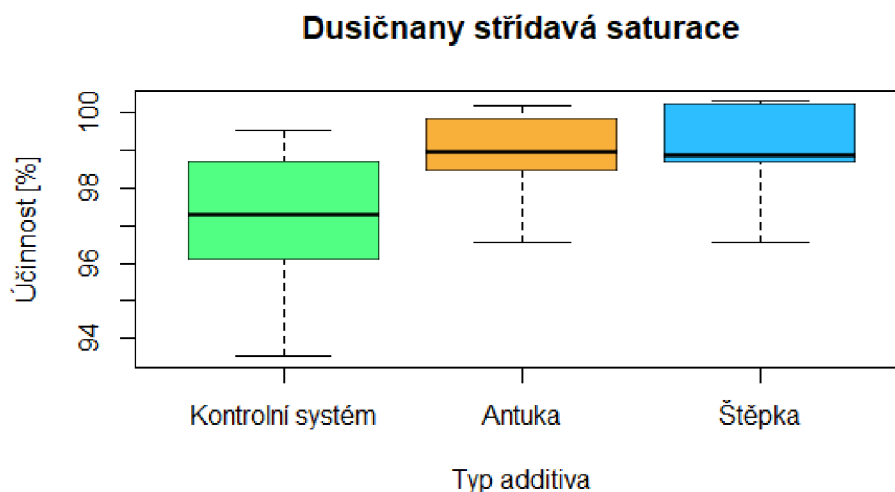 Dusičnany střídavá saturace
Účinnost [%]
100
98
96
94
Kontrolní systém
Antuka
Štěpka
Typ additiva